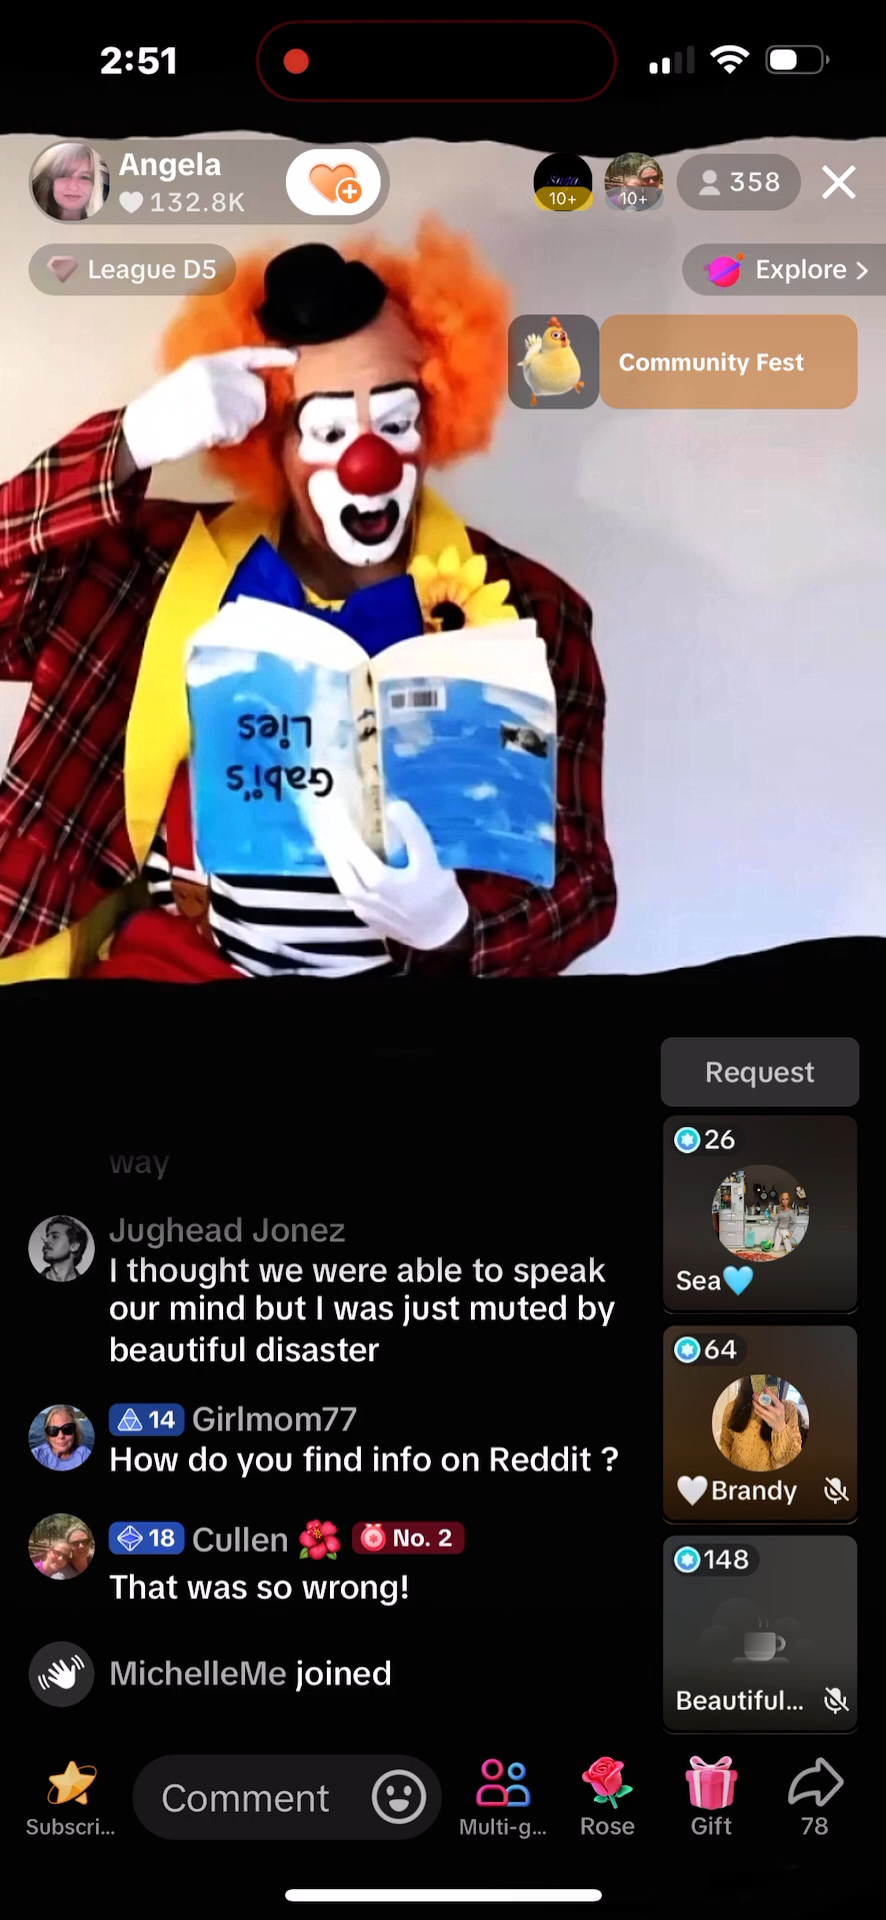 2:51
Angela
132.8K
10+
10+
358
League D5
Explore >
Community Fest
Gabi's
Lies
Request
way
26
Sea🩵
Jughead Jonez
I thought we were able to speak
our mind but I was just muted by
beautiful disaster
64
🤍Brandy
14 Girlmom77
How do you find info on Reddit ?
18 Cullen 🌺 No. 2
That was so wrong!
148
Beautiful...
MichelleMe joined
Subscri...
Comment
Multi-g...
Rose
Gift
78